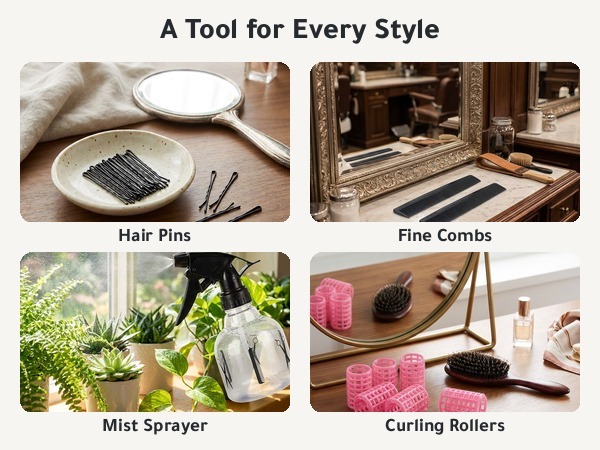 A Tool for Every Style
Hair Pins
Fine Combs
Mist Sprayer
Curling Rollers